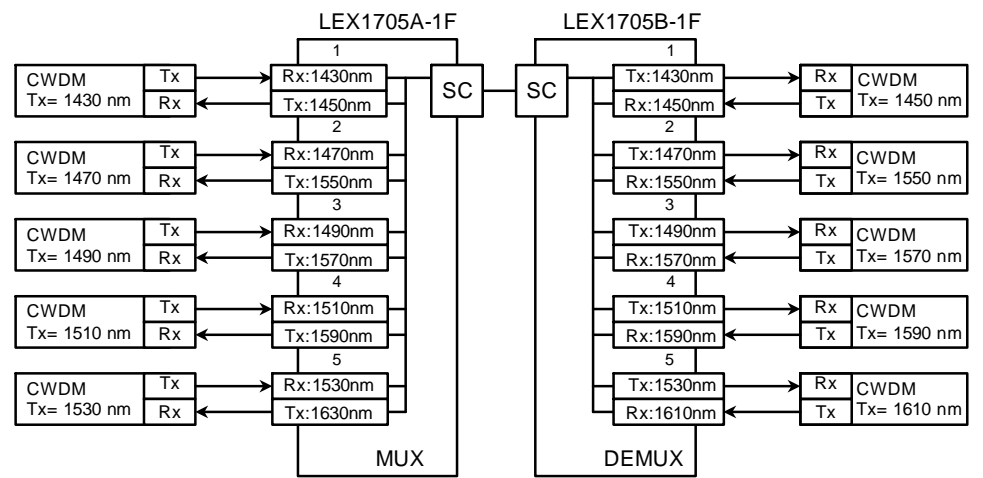 LEX1705A-1F LEX1705B-1F
1 1
CWDM Tx Rx:1430nm SC SC Tx:1430nm Rx CWDM
Tx= 1430 nm Rx Tx:1450nm Rx:1450nm Tx Tx= 1450 nm
2 2
CWDM Tx Rx:1470nm Tx:1470nm Rx CWDM
Tx= 1470 nm Rx Tx:1550nm Rx:1550nm Tx Tx= 1550 nm
3 3
CWDM Tx Rx:1490nm Tx:1490nm Rx CWDM
Tx= 1490 nm Rx Tx:1570nm Rx:1570nm Tx Tx= 1570 nm
4 4
CWDM Tx Rx:1510nm Tx:1510nm Rx CWDM
Tx= 1510 nm Rx Tx:1590nm Rx:1590nm Tx Tx= 1590 nm
5 5
CWDM Tx Rx:1530nm Tx:1530nm Rx CWDM
Tx= 1530 nm Rx Tx:1630nm Rx:1610nm Tx Tx= 1610 nm
MUX DEMUX